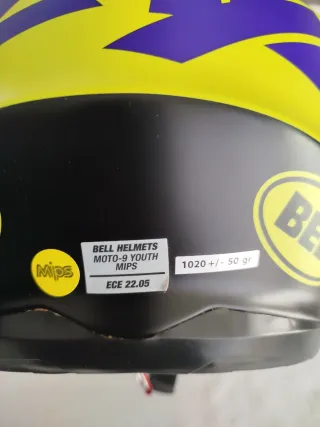 Mips
BELL HELMETS
MOTO-9 YOUTH
MIPS
ECE 22.05
1020 +/- 50 gr
BEL